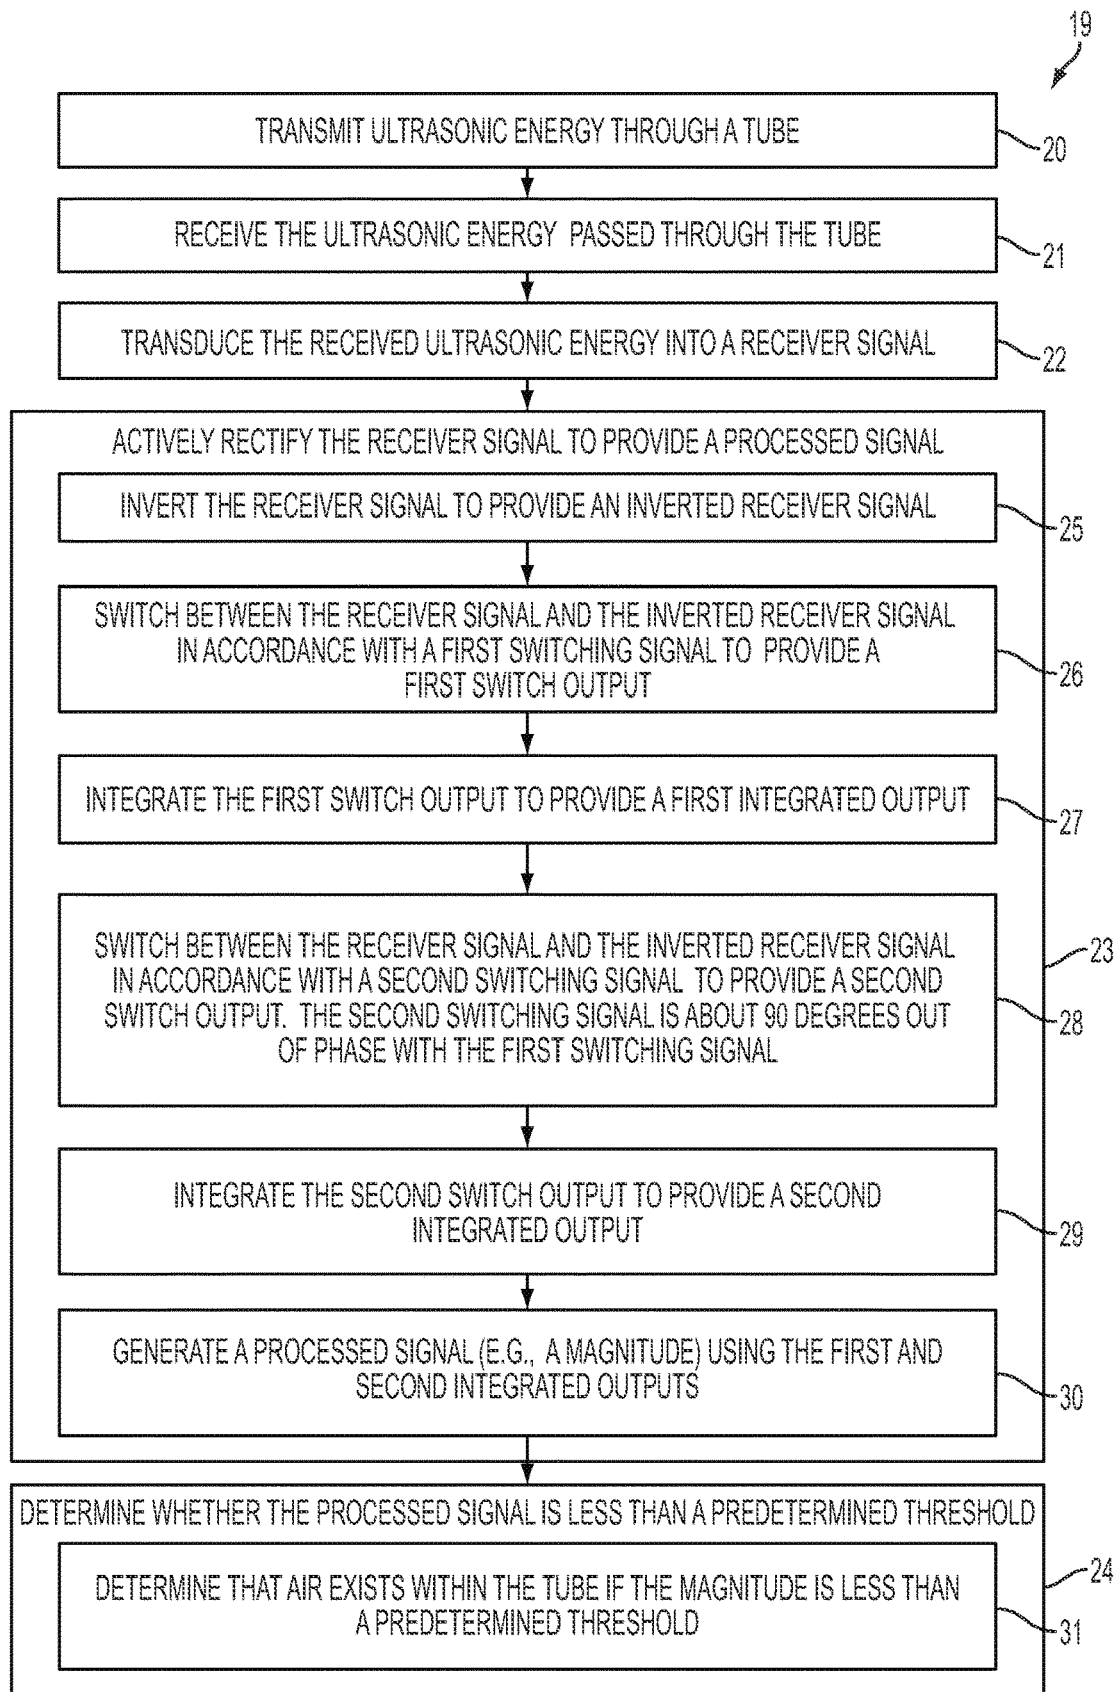 19
TRANSMIT ULTRASONIC ENERGY THROUGH A TUBE
20
RECEIVE THE ULTRASONIC ENERGY PASSED THROUGH THE TUBE
21
TRANSDUCE THE RECEIVED ULTRASONIC ENERGY INTO A RECEIVER SIGNAL
22
ACTIVELY RECTIFY THE RECEIVER SIGNAL TO PROVIDE A PROCESSED SIGNAL
INVERT THE RECEIVER SIGNAL TO PROVIDE AN INVERTED RECEIVER SIGNAL
25
SWITCH BETWEEN THE RECEIVER SIGNAL AND THE INVERTED RECEIVER SIGNAL
IN ACCORDANCE WITH A FIRST SWITCHING SIGNAL TO PROVIDE A
FIRST SWITCH OUTPUT
26
INTEGRATE THE FIRST SWITCH OUTPUT TO PROVIDE A FIRST INTEGRATED OUTPUT
27
SWITCH BETWEEN THE RECEIVER SIGNAL AND THE INVERTED RECEIVER SIGNAL
IN ACCORDANCE WITH A SECOND SWITCHING SIGNAL TO PROVIDE A SECOND
SWITCH OUTPUT. THE SECOND SWITCHING SIGNAL IS ABOUT 90 DEGREES OUT
OF PHASE WITH THE FIRST SWITCHING SIGNAL
23
28
INTEGRATE THE SECOND SWITCH OUTPUT TO PROVIDE A SECOND
INTEGRATED OUTPUT
29
GENERATE A PROCESSED SIGNAL (E.G., A MAGNITUDE) USING THE FIRST AND
SECOND INTEGRATED OUTPUTS
30
DETERMINE WHETHER THE PROCESSED SIGNAL IS LESS THAN A PREDETERMINED THRESHOLD
DETERMINE THAT AIR EXISTS WITHIN THE TUBE IF THE MAGNITUDE IS LESS THAN
A PREDETERMINED THRESHOLD
24
31